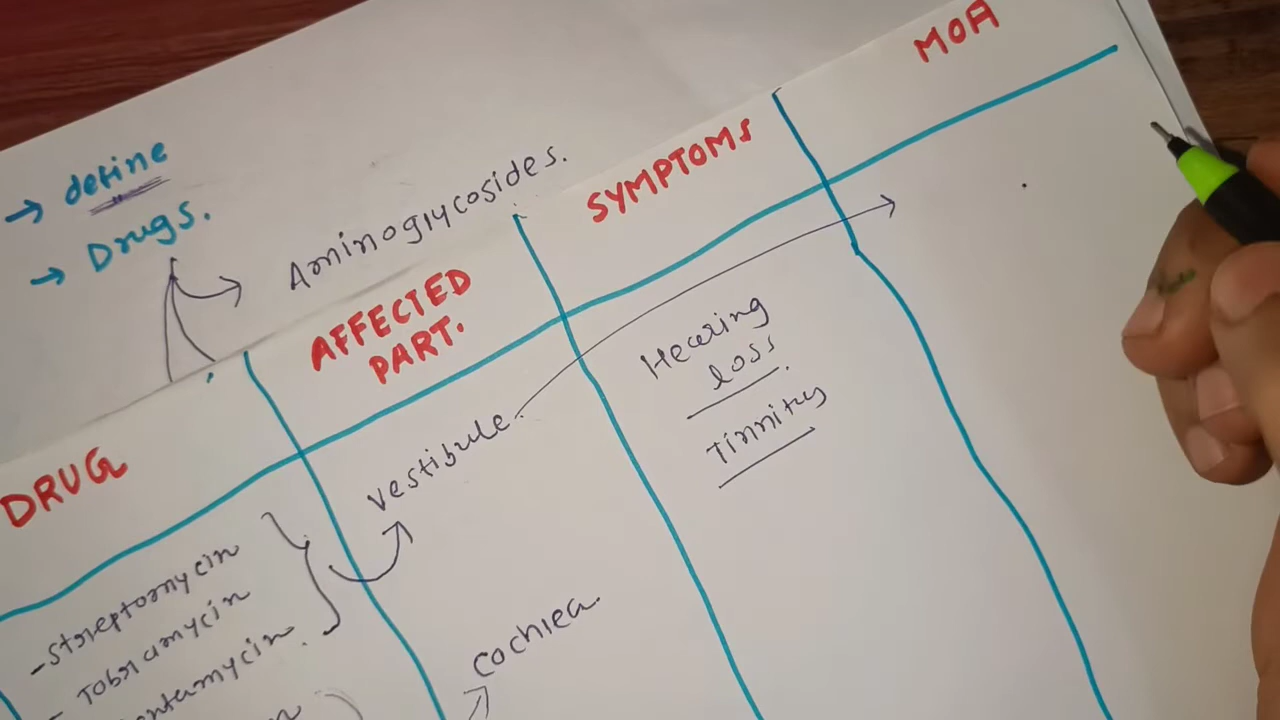 → define
→ Drugs.
→ Aminoglycosides.
DRUG
AFFECTED
PART.
SYMPTOMS
MOA
- Streptomycin
- Tobramycin
vestibule.
Hearing
loss.
Tinnitus
cochlea.